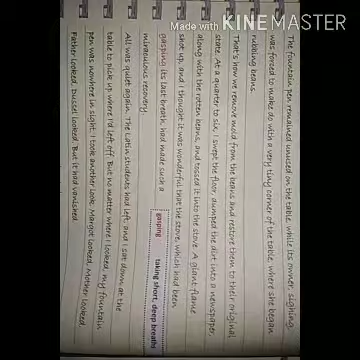 Made With KINEMASTER
The fountain pen remained unused on the table, while its owner, sighing,
was forced to make do with a very tiny corner of the table, where she began
rubbing beans.
That's how we remove mold from the beans and restore them to their original
state. At a quarter to six, I swept the floor, dumped the dirt into a newspaper,
along with the rotten beans, and tossed it into the stove. A giant flame
shot up, and I thought it was wonderful that the stove, which had been
gasping its last breath, had made such a
miraculous recovery.
gasping taking short, deep breaths
All was quiet again. The Latin students had left, and I sat down at the
table to pick up where I'd left off. But no matter where I looked, my fountain
pen was nowhere in sight. I took another look. Margot looked, Mother looked,
Father looked, Dussel looked. But it had vanished.